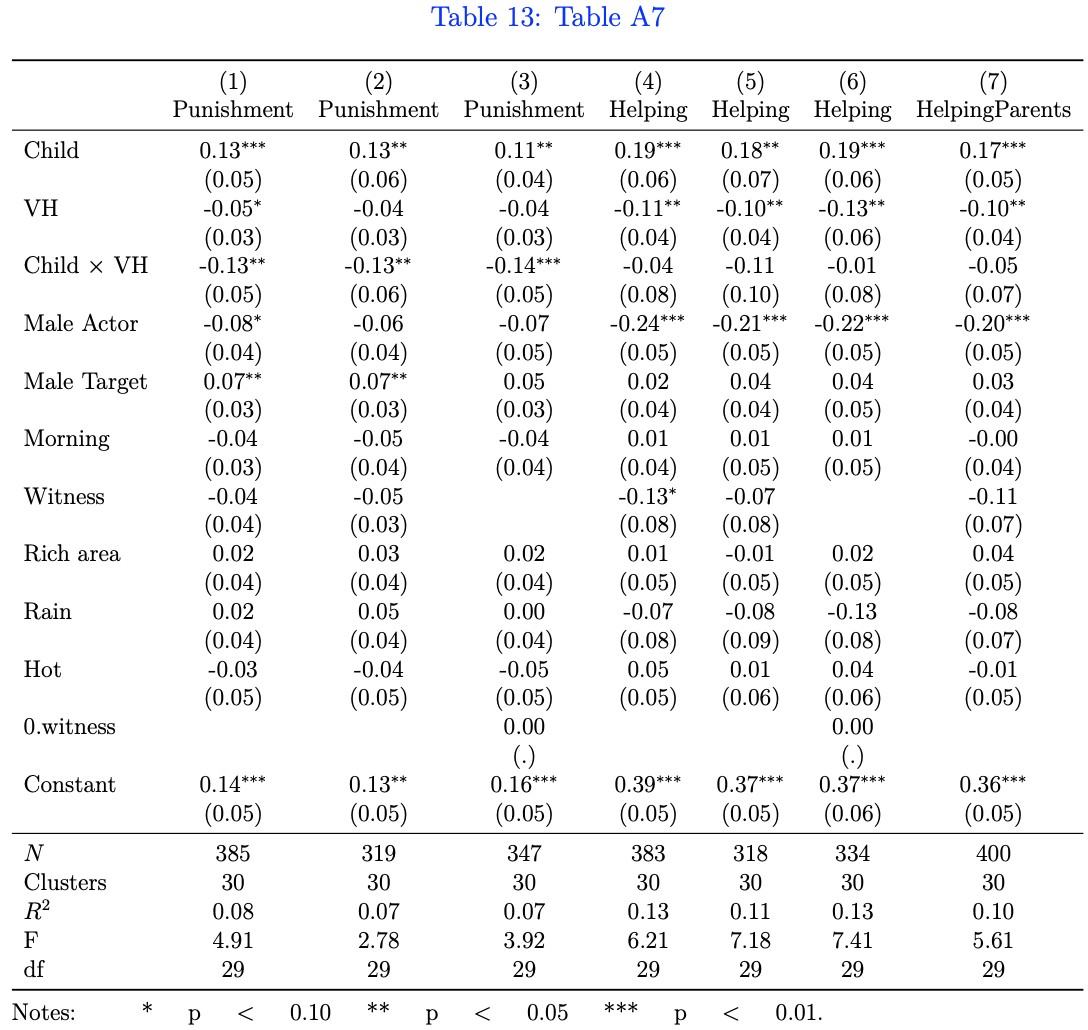 Table 13: Table A7
(1) (2) (3) (4) (5) (6) (7)
Punishment Punishment Punishment Helping Helping Helping HelpingParents
Child 0.13*** 0.13** 0.11** 0.19*** 0.18** 0.19*** 0.17***
(0.05) (0.06) (0.04) (0.06) (0.07) (0.06) (0.05)
VH -0.05* -0.04 -0.04 -0.11** -0.10** -0.13** -0.10**
(0.03) (0.03) (0.03) (0.04) (0.04) (0.06) (0.04)
Child × VH -0.13** -0.13** -0.14*** -0.04 -0.11 -0.01 -0.05
(0.05) (0.06) (0.05) (0.08) (0.10) (0.08) (0.07)
Male Actor -0.08* -0.06 -0.07 -0.24*** -0.21*** -0.22*** -0.20***
(0.04) (0.04) (0.05) (0.05) (0.05) (0.05) (0.05)
Male Target 0.07** 0.07** 0.05 0.02 0.04 0.04 0.03
(0.03) (0.03) (0.03) (0.04) (0.04) (0.05) (0.04)
Morning -0.04 -0.05 -0.04 0.01 0.01 0.01 -0.00
(0.03) (0.04) (0.04) (0.04) (0.05) (0.05) (0.04)
Witness -0.04 -0.05 -0.13* -0.07 -0.11
(0.04) (0.03) (0.08) (0.08) (0.07)
Rich area 0.02 0.03 0.02 0.01 -0.01 0.02 0.04
(0.04) (0.04) (0.04) (0.05) (0.05) (0.05) (0.05)
Rain 0.02 0.05 0.00 -0.07 -0.08 -0.13 -0.08
(0.04) (0.04) (0.04) (0.08) (0.09) (0.08) (0.07)
Hot -0.03 -0.04 -0.05 0.05 0.01 0.04 -0.01
(0.05) (0.05) (0.05) (0.05) (0.06) (0.06) (0.05)
0.witness 0.00 0.00
(.) (.)
Constant 0.14*** 0.13** 0.16*** 0.39*** 0.37*** 0.37*** 0.36***
(0.05) (0.05) (0.05) (0.05) (0.05) (0.06) (0.05)
N 385 319 347 383 318 334 400
Clusters 30 30 30 30 30 30 30
R² 0.08 0.07 0.07 0.13 0.11 0.13 0.10
F 4.91 2.78 3.92 6.21 7.18 7.41 5.61
df 29 29 29 29 29 29 29
Notes: * p < 0.10 ** p < 0.05 *** p < 0.01.